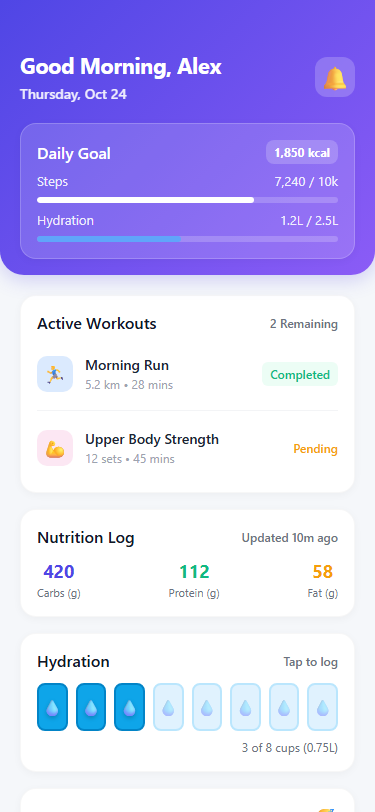 Good Morning, Alex
Thursday, Oct 24
Daily Goal
1,850 kcal
Steps
7,240 / 10k
Hydration
1.2L / 2.5L
Active Workouts
2 Remaining
Morning Run
5.2 km • 28 mins
Completed
Upper Body Strength
12 sets • 45 mins
Pending
Nutrition Log
Updated 10m ago
420
112
58
Carbs (g)
Protein (g)
Fat (g)
Hydration
Tap to log
3 of 8 cups (0.75L)